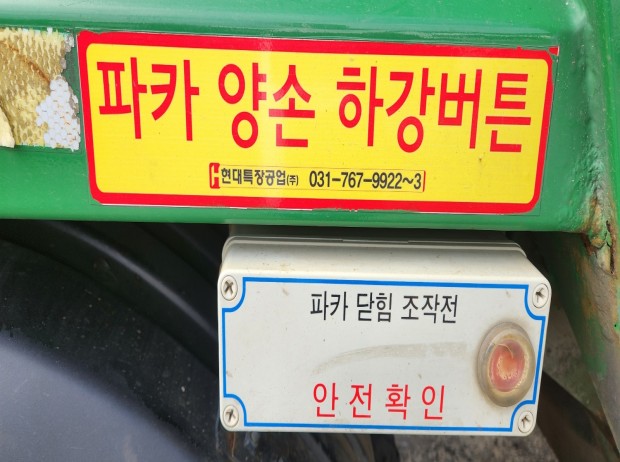 파카 양손 하강버튼
현대특장공업(주) 031-767-9922~3
파카 닫힘 조작전
안전확인